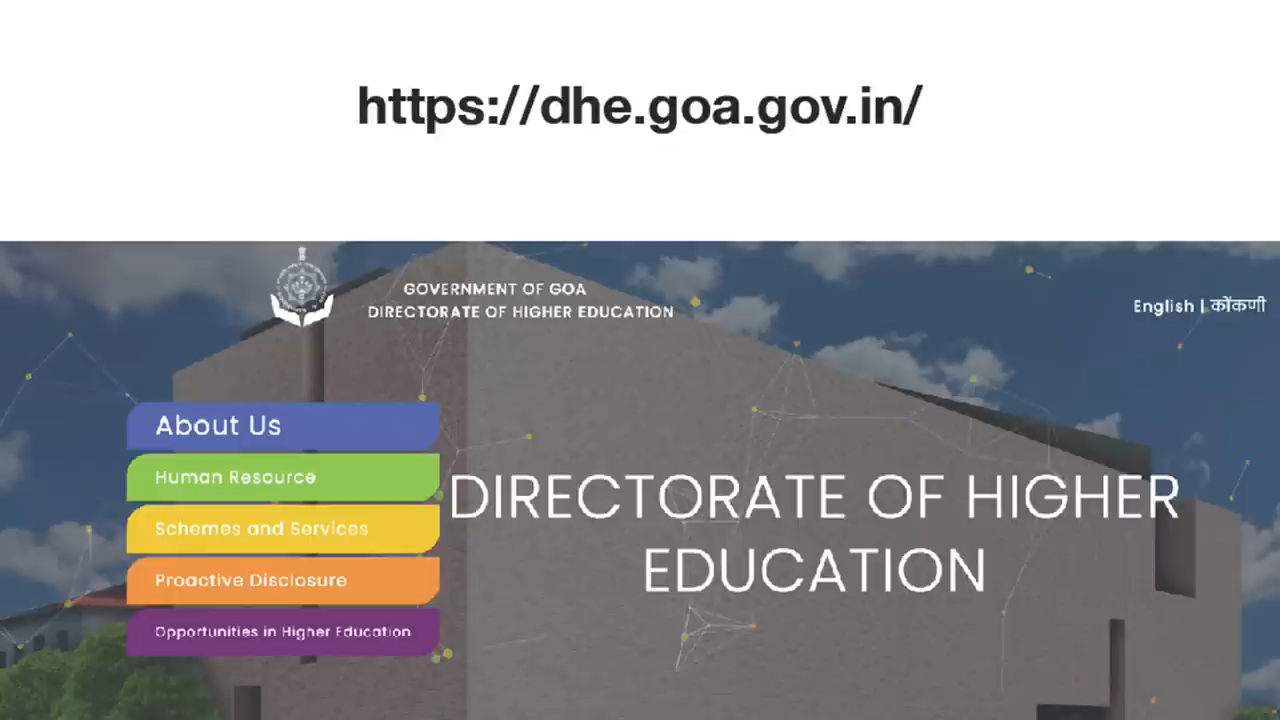 https://dhe.goa.gov.in/
GOVERNMENT OF GOA
DIRECTORATE OF HIGHER EDUCATION
English | कोंकणी
About Us
Human Resource
Schemes and Services
Proactive Disclosure
Opportunities in Higher Education
DIRECTORATE OF HIGHER
EDUCATION